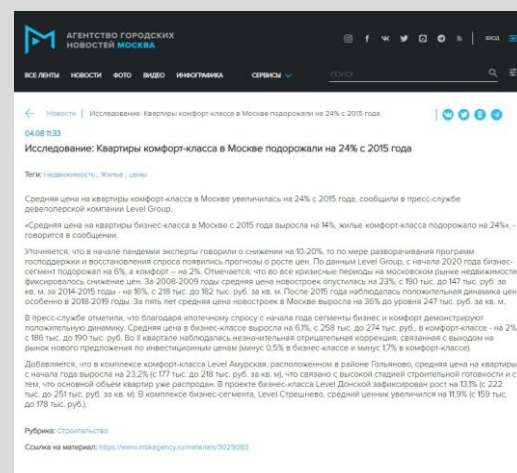 АГЕНТСТВО ГОРОДСКИХ
НОВОСТЕЙ МОСКВА
ВХОД
ВСЕ ЛЕНТЫ НОВОСТИ ФОТО ВИДЕО ИНФОГРАФИКА СЕРВИСЫ ПОИСК
← Новости | Исследование: Квартиры комфорт-класса в Москве подорожали на 24% с 2015 года
04.08 11:33
Исследование: Квартиры комфорт-класса в Москве подорожали на 24% с 2015 года
Теги: Недвижимость, Жилье, цены
Средняя цена на квартиры комфорт-класса в Москве увеличилась на 24% с 2015 года, сообщили в пресс-службе
девелоперской компании Level Group.
«Средняя цена на квартиры бизнес-класса в Москве с 2015 года выросла на 14%, жилье комфорт-класса подорожало на 24%», -
говорится в сообщении.
Уточняется, что в начале пандемии эксперты говорили о снижении на 10-20%, то по мере разворачивания программ
господдержки и восстановления спроса появились прогнозы о росте цен. По данным Level Group, с начала 2020 года бизнес-
сегмент подорожал на 6%, а комфорт – на 2%. Отмечается, что во все кризисные периоды на московском рынке недвижимости
фиксировалось снижение цен. За 2008-2009 годы средняя цена новостроек опустилась на 23%, с 190 тыс. до 147 тыс. руб. за
кв. м, за 2014-2015 годы - на 16%, с 218 тыс. до 182 тыс. руб. за кв. м. После 2015 года наблюдалась положительная динамика цен,
особенно в 2018-2019 годы. За пять лет средняя цена новостроек в Москве выросла на 36% до уровня 247 тыс. руб. за кв. м.
В пресс-службе отметили, что благодаря ипотечному спросу с начала года сегменты бизнес и комфорт демонстрируют
положительную динамику. Средняя цена в бизнес-классе выросла на 6,1%, с 258 тыс. до 274 тыс. руб., в комфорт-классе - на 2%,
с 186 тыс. до 190 тыс. руб. Во II квартале наблюдалась незначительная отрицательная коррекция, связанная с выходом на
рынок нового предложения по инвестиционным ценам (минус 0,5% в бизнес-классе и минус 1,7% в комфорт-классе).
Добавляется, что в комплексе комфорт-класса Level Амурская, расположенном в районе Гольяново, средняя цена на квартиры
с начала года выросла на 23,2% (с 177 тыс. до 218 тыс. руб. за кв. м), что связано с высокой стадией строительной готовности и с
тем, что основной объем квартир уже распродан. В проекте бизнес-класса Level Донской зафиксирован рост на 13,1% (с 222
тыс. до 251 тыс. руб. за кв. м). В комплексе бизнес-сегмента, Level Стрешнево, средний ценник увеличился на 11,9% (с 159 тыс.
до 178 тыс. руб.).
Рубрика: Строительство
Ссылка на материал: https://www.mskagency.ru/materials/3029083